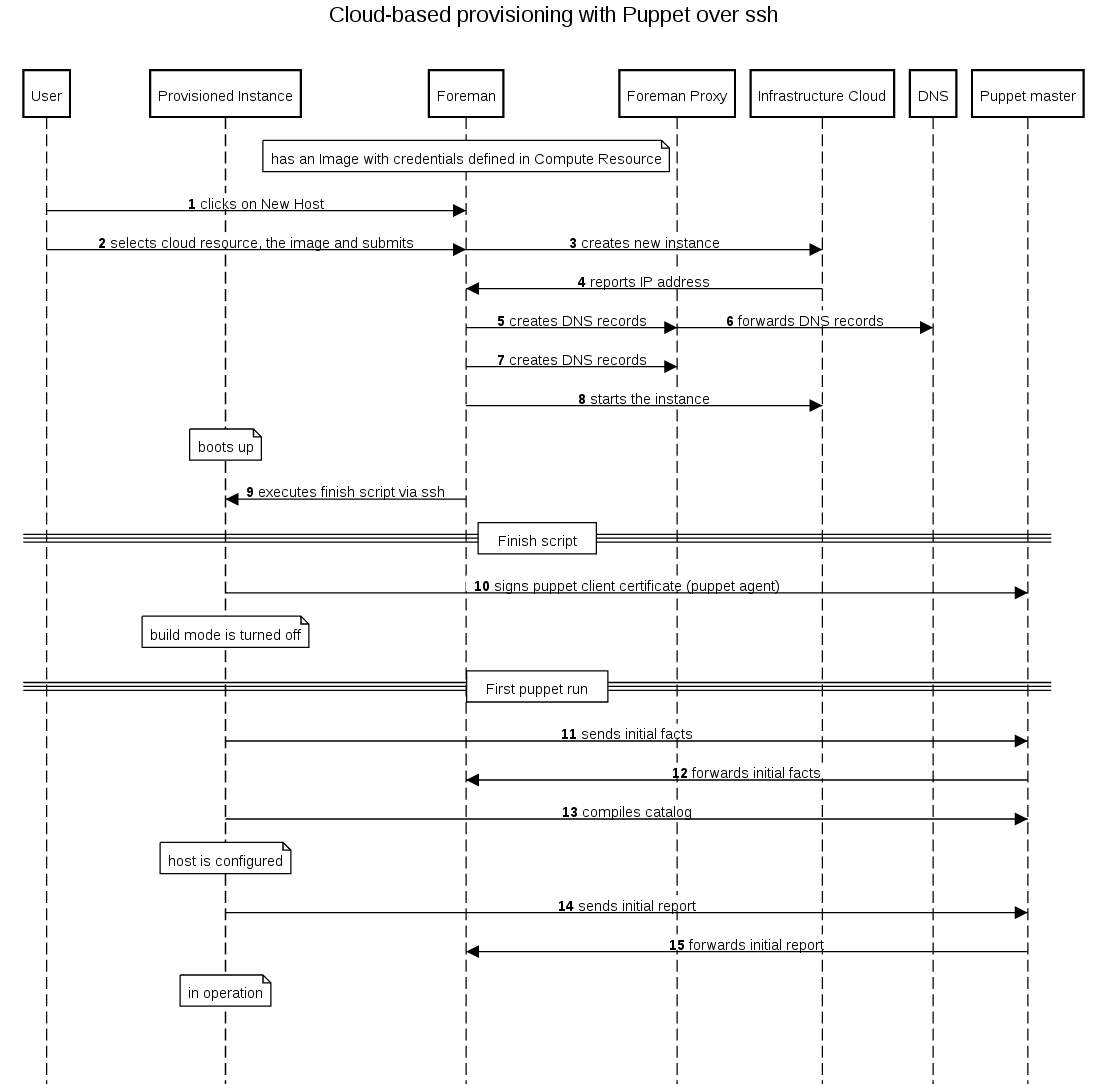 Cloud-based provisioning with Puppet over ssh
User
Provisioned Instance
Foreman
Foreman Proxy
Infrastructure Cloud
DNS
Puppet master
has an Image with credentials defined in Compute Resource
1 clicks on New Host
2 selects cloud resource, the image and submits
3 creates new instance
4 reports IP address
5 creates DNS records
6 forwards DNS records
7 creates DNS records
8 starts the instance
boots up
9 executes finish script via ssh
Finish script
10 signs puppet client certificate (puppet agent)
build mode is turned off
First puppet run
11 sends initial facts
12 forwards initial facts
13 compiles catalog
host is configured
14 sends initial report
15 forwards initial report
in operation